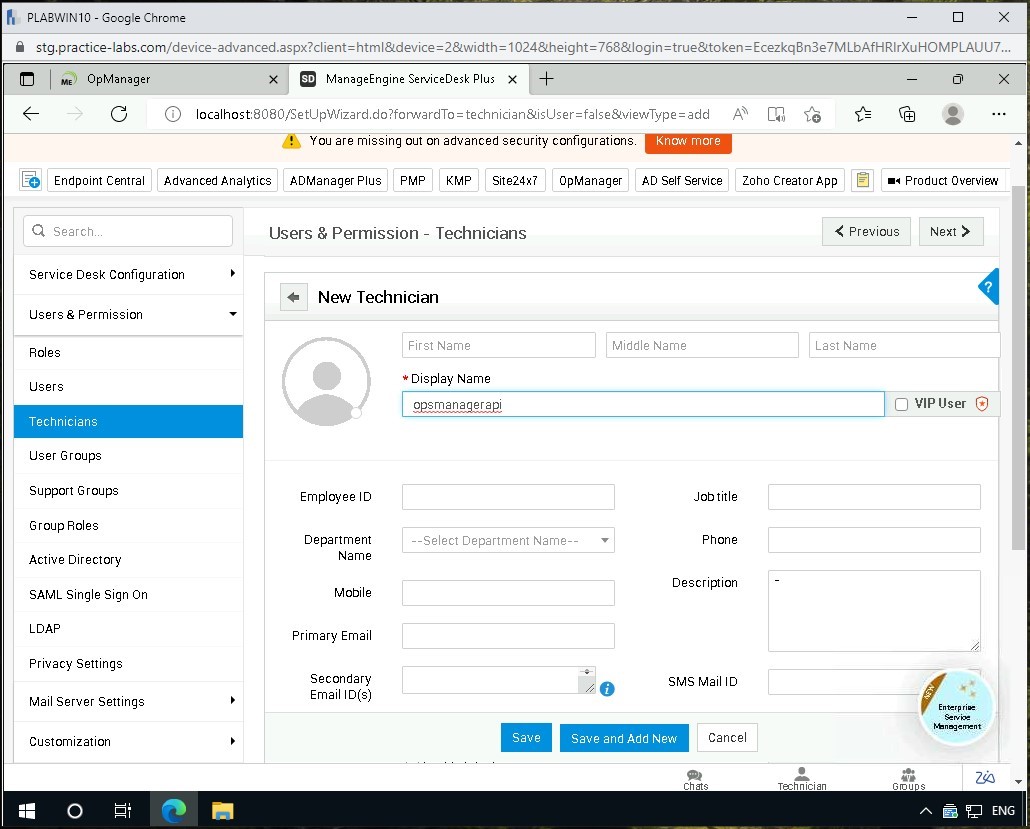 PLABWIN10 - Google Chrome
stg.practice-labs.com/device-advanced.aspx?client=html&device=2&width=1024&height=768&login=true&token=EcezkqBn3e7MLbAfHRlrXuHOMPLAUU7...
ME OpManager
SD ManageEngine ServiceDesk Plus
localhost:8080/SetUpWizard.do?forwardTo=technician&isUser=false&viewType=add
You are missing out on advanced security configurations. Know more
Endpoint Central Advanced Analytics ADManager Plus PMP KMP Site24x7 OpManager AD Self Service Zoho Creator App Product Overview
Search...
Users & Permission - Technicians
Previous
Next
Service Desk Configuration
Users & Permission
Roles
Users
Technicians
User Groups
Support Groups
Group Roles
Active Directory
SAML Single Sign On
LDAP
Privacy Settings
Mail Server Settings
Customization
New Technician
?
First Name Middle Name Last Name
* Display Name
opsmanagerapi
VIP User
Employee ID
Job title
Department Name
--Select Department Name--
Phone
Mobile
Description
-
Primary Email
Secondary Email ID(s)
SMS Mail ID
NEW
Enterprise
Service
Management
Save Save and Add New Cancel
Chats Technician Groups
ENG